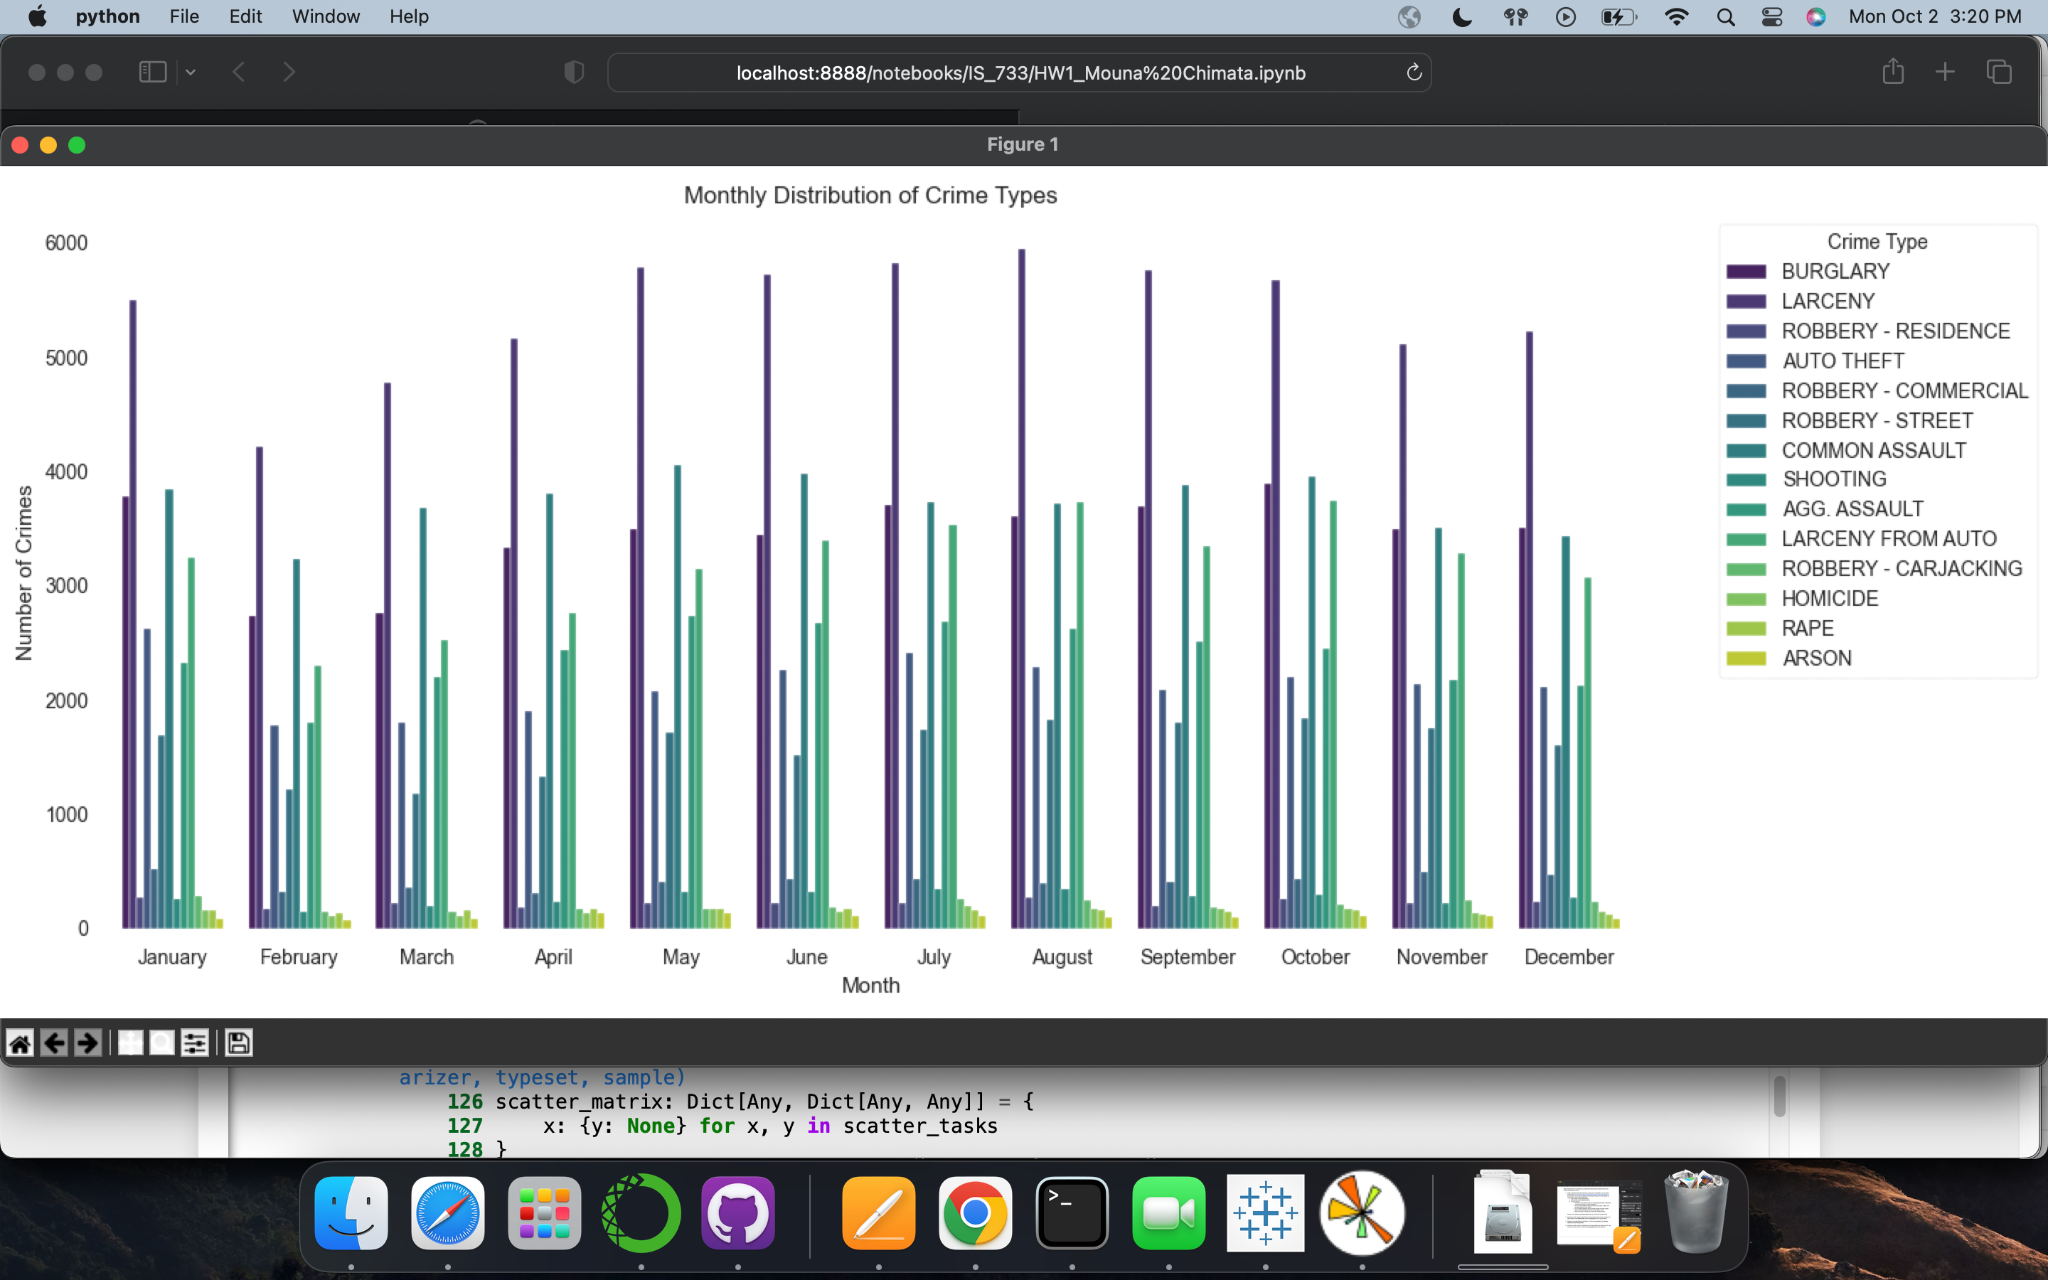 python File Edit Window Help Mon Oct 2 3:20 PM
localhost:8888/notebooks/IS_733/HW1_Mouna%20Chimata.ipynb
Figure 1
Monthly Distribution of Crime Types
6000
5000
4000
3000
2000
1000
0
Number of Crimes
January February March April May June July August September October November December
Month
Crime Type
BURGLARY
LARCENY
ROBBERY - RESIDENCE
AUTO THEFT
ROBBERY - COMMERCIAL
ROBBERY - STREET
COMMON ASSAULT
SHOOTING
AGG. ASSAULT
LARCENY FROM AUTO
ROBBERY - CARJACKING
HOMICIDE
RAPE
ARSON
arizer, typeset, sample)
126 scatter_matrix: Dict[Any, Dict[Any, Any]] = {
127 x: {y: None} for x, y in scatter_tasks
128 }